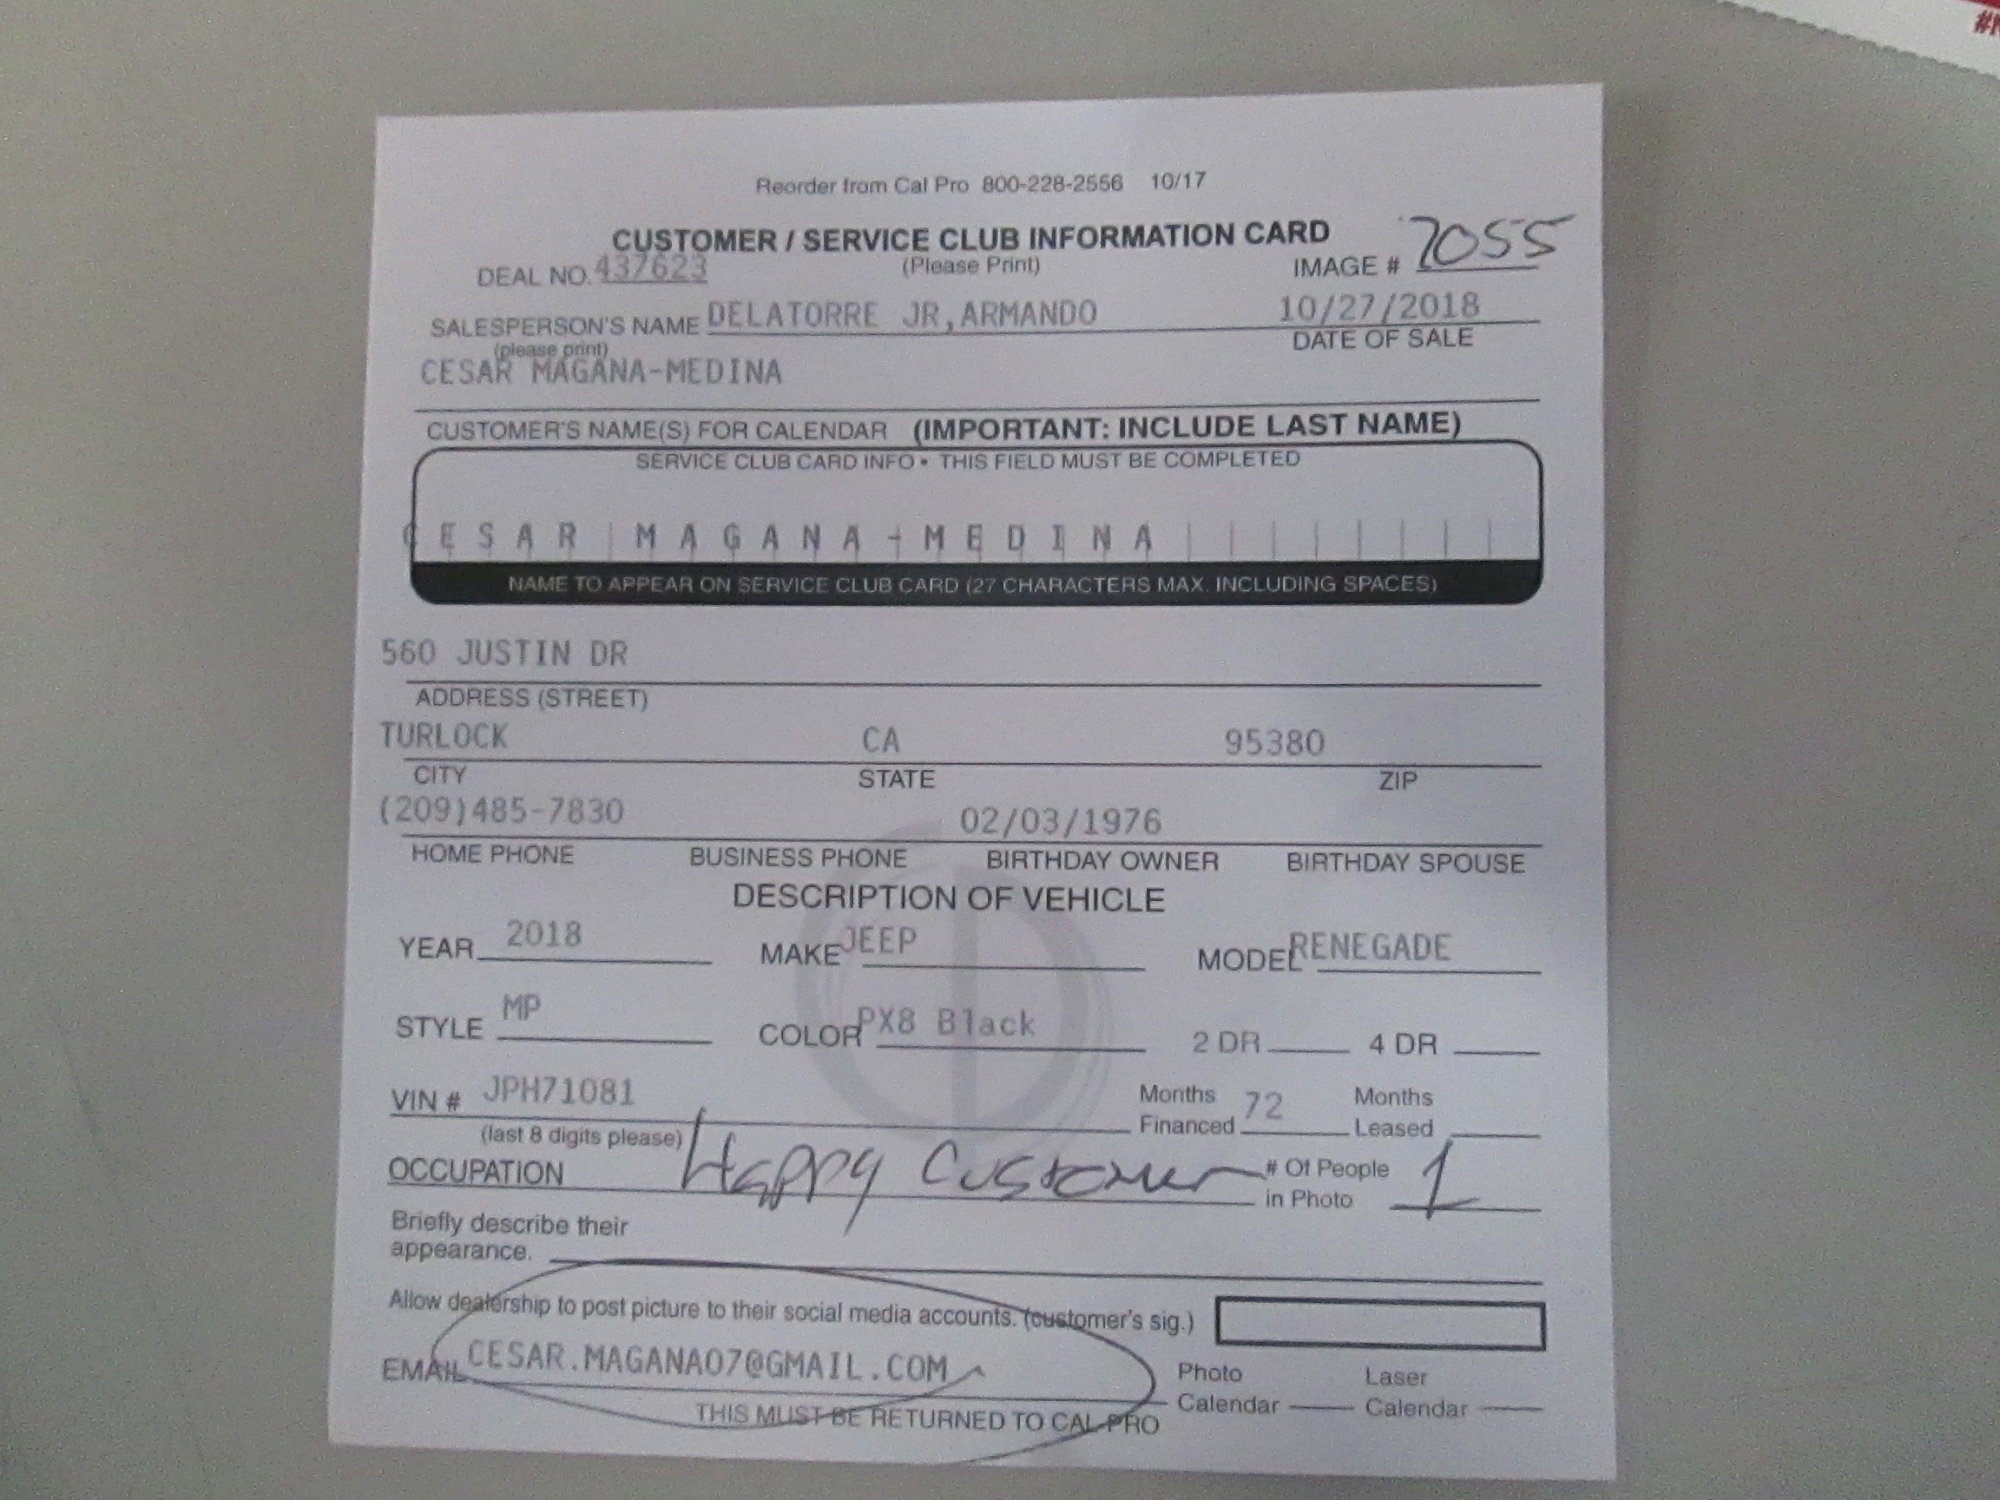 Reorder from Cal Pro 800-228-2556 10/17
CUSTOMER / SERVICE CLUB INFORMATION CARD
DEAL NO. 437623 (Please Print) IMAGE # 7055
SALESPERSON'S NAME DELATORRE JR,ARMANDO 10/27/2018
(please print) DATE OF SALE
CESAR MAGANA-MEDINA
CUSTOMER'S NAME(S) FOR CALENDAR (IMPORTANT: INCLUDE LAST NAME)
SERVICE CLUB CARD INFO • THIS FIELD MUST BE COMPLETED
CESAR MAGANA-MEDINA
NAME TO APPEAR ON SERVICE CLUB CARD (27 CHARACTERS MAX. INCLUDING SPACES)
560 JUSTIN DR
ADDRESS (STREET)
TURLOCK CA 95380
CITY STATE ZIP
(209)485-7830 02/03/1976
HOME PHONE BUSINESS PHONE BIRTHDAY OWNER BIRTHDAY SPOUSE
DESCRIPTION OF VEHICLE
YEAR 2018 MAKE JEEP MODEL RENEGADE
STYLE MP COLOR PX8 Black 2 DR 4 DR
VIN # JPH71081 Months Financed 72 Months Leased
(last 8 digits please)
OCCUPATION Happy Customer # Of People in Photo 1
Briefly describe their
appearance.
Allow dealership to post picture to their social media accounts. (customer's sig.)
EMAIL CESAR.MAGANA07@GMAIL.COM Photo Calendar Laser Calendar
THIS MUST BE RETURNED TO CAL PRO